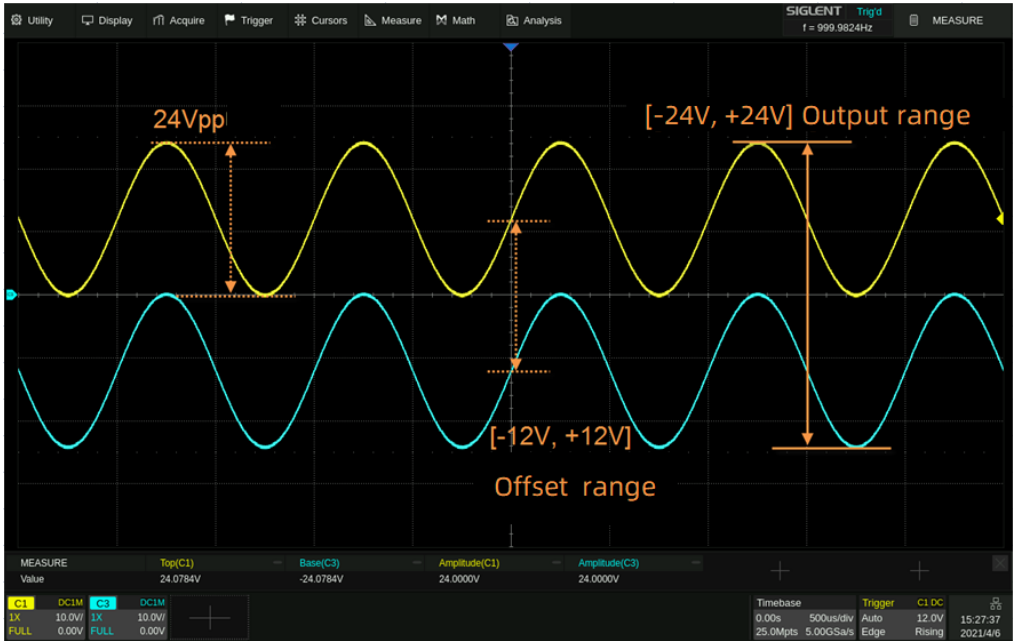 Utility Display Acquire Trigger Cursors Measure Math Analysis SIGLENT Trig'd MEASURE
f = 999.9824Hz
24Vpp
[-24V, +24V] Output range
[-12V, +12V]
Offset range
MEASURE Top(C1) Base(C3) Amplitude(C1) Amplitude(C3)
Value 24.0784V -24.0784V 24.0000V 24.0000V
C1 DC1M C3 DC1M Timebase Trigger C1 DC
1X 10.0V/ 1X 10.0V/ 0.00s 500us/div Auto 12.0V 15:27:37
FULL 0.00V FULL 0.00V 25.0Mpts 5.00GSa/s Edge Rising 2021/4/6